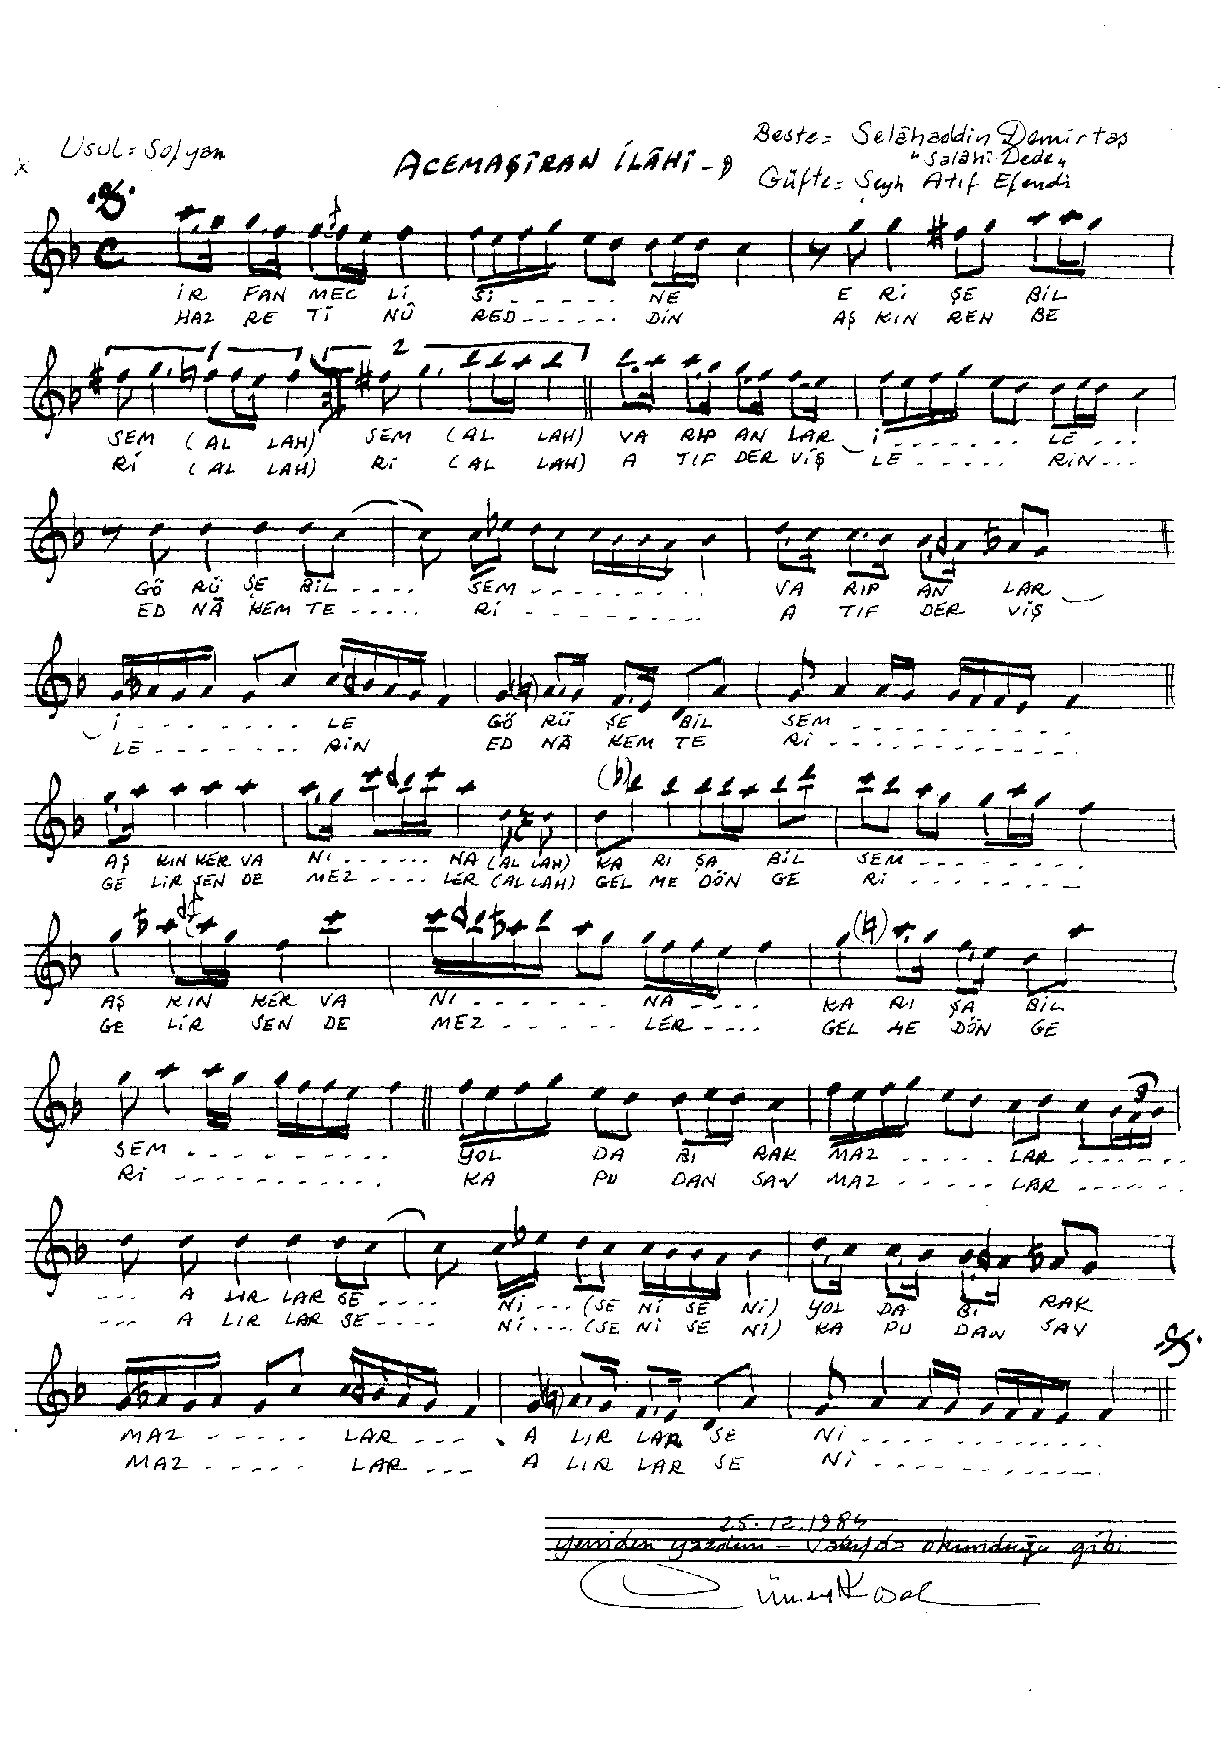 Usul = Sofyan
ACEMAŞİRAN İLÂHİ - 9
Beste = Selâhaddin Demirtaş
"Salâhî Dede"
Güfte = Şeyh Atıf Efendi
İR FAN MEC Lİ Sİ - - - - - NE E Rİ ŞE BİL
HAZ RE Tİ NÛ RED - - - - - - DİN AŞ KIN REH BE
1 2
SEM (AL LAH) SEM (AL LAH) VA RIP AN LAR İ - - - - - - LE - - -
Rİ (AL LAH) Rİ (AL LAH) A TIF DER VİŞ LE - - - - - RİN - - -
GÖ RÜ ŞE BİL - - - - SEM - - - - - - - - - VA RIP AN LAR
ED NÂ KEM TE - - - - - Rİ - - - - - - - - A TIF DER VİŞ
İ - - - - - - - - LE GÖ RÜ ŞE BİL SEM - - - - - - - - -
LE - - - - - - - RİN ED NÂ KEM TE Rİ - - - - - - - - - -
AŞ KIN KER VA Nİ - - - - - NA (AL LAH) KA RI ŞA BİL SEM - - - - - - - -
GE LİR SEN DE MEZ - - - - LER (AL LAH) GEL ME DÖN GE Rİ - - - - - - - -
AŞ KIN KER VA Nİ - - - - - - NA - - - - KA RI ŞA BİL
GE LİR SEN DE MEZ - - - - - LER - - - - GEL ME DÖN GE
SEM - - - - - - - - - YOL DA BI RAK MAZ - - - - - LAR - - - - - - -
Rİ - - - - - - - - - - KA PU DAN SAV MAZ - - - - - LAR - - - - - -
- - - A LIR LAR SE - - - - Nİ - - - (SE Nİ SE Nİ) YOL DA BI RAK
- - - A LIR LAR SE - - - - Nİ - - - - (SE Nİ SE Nİ) KA PU DAN SAV
MAZ - - - - - LAR - - - A LIR LAR SE Nİ - - - - - - - - - -
MAZ - - - - - LAR - - - A LIR LAR SE Nİ - - - - - - - - - -
yeniden yazdım - okunduğu gibi